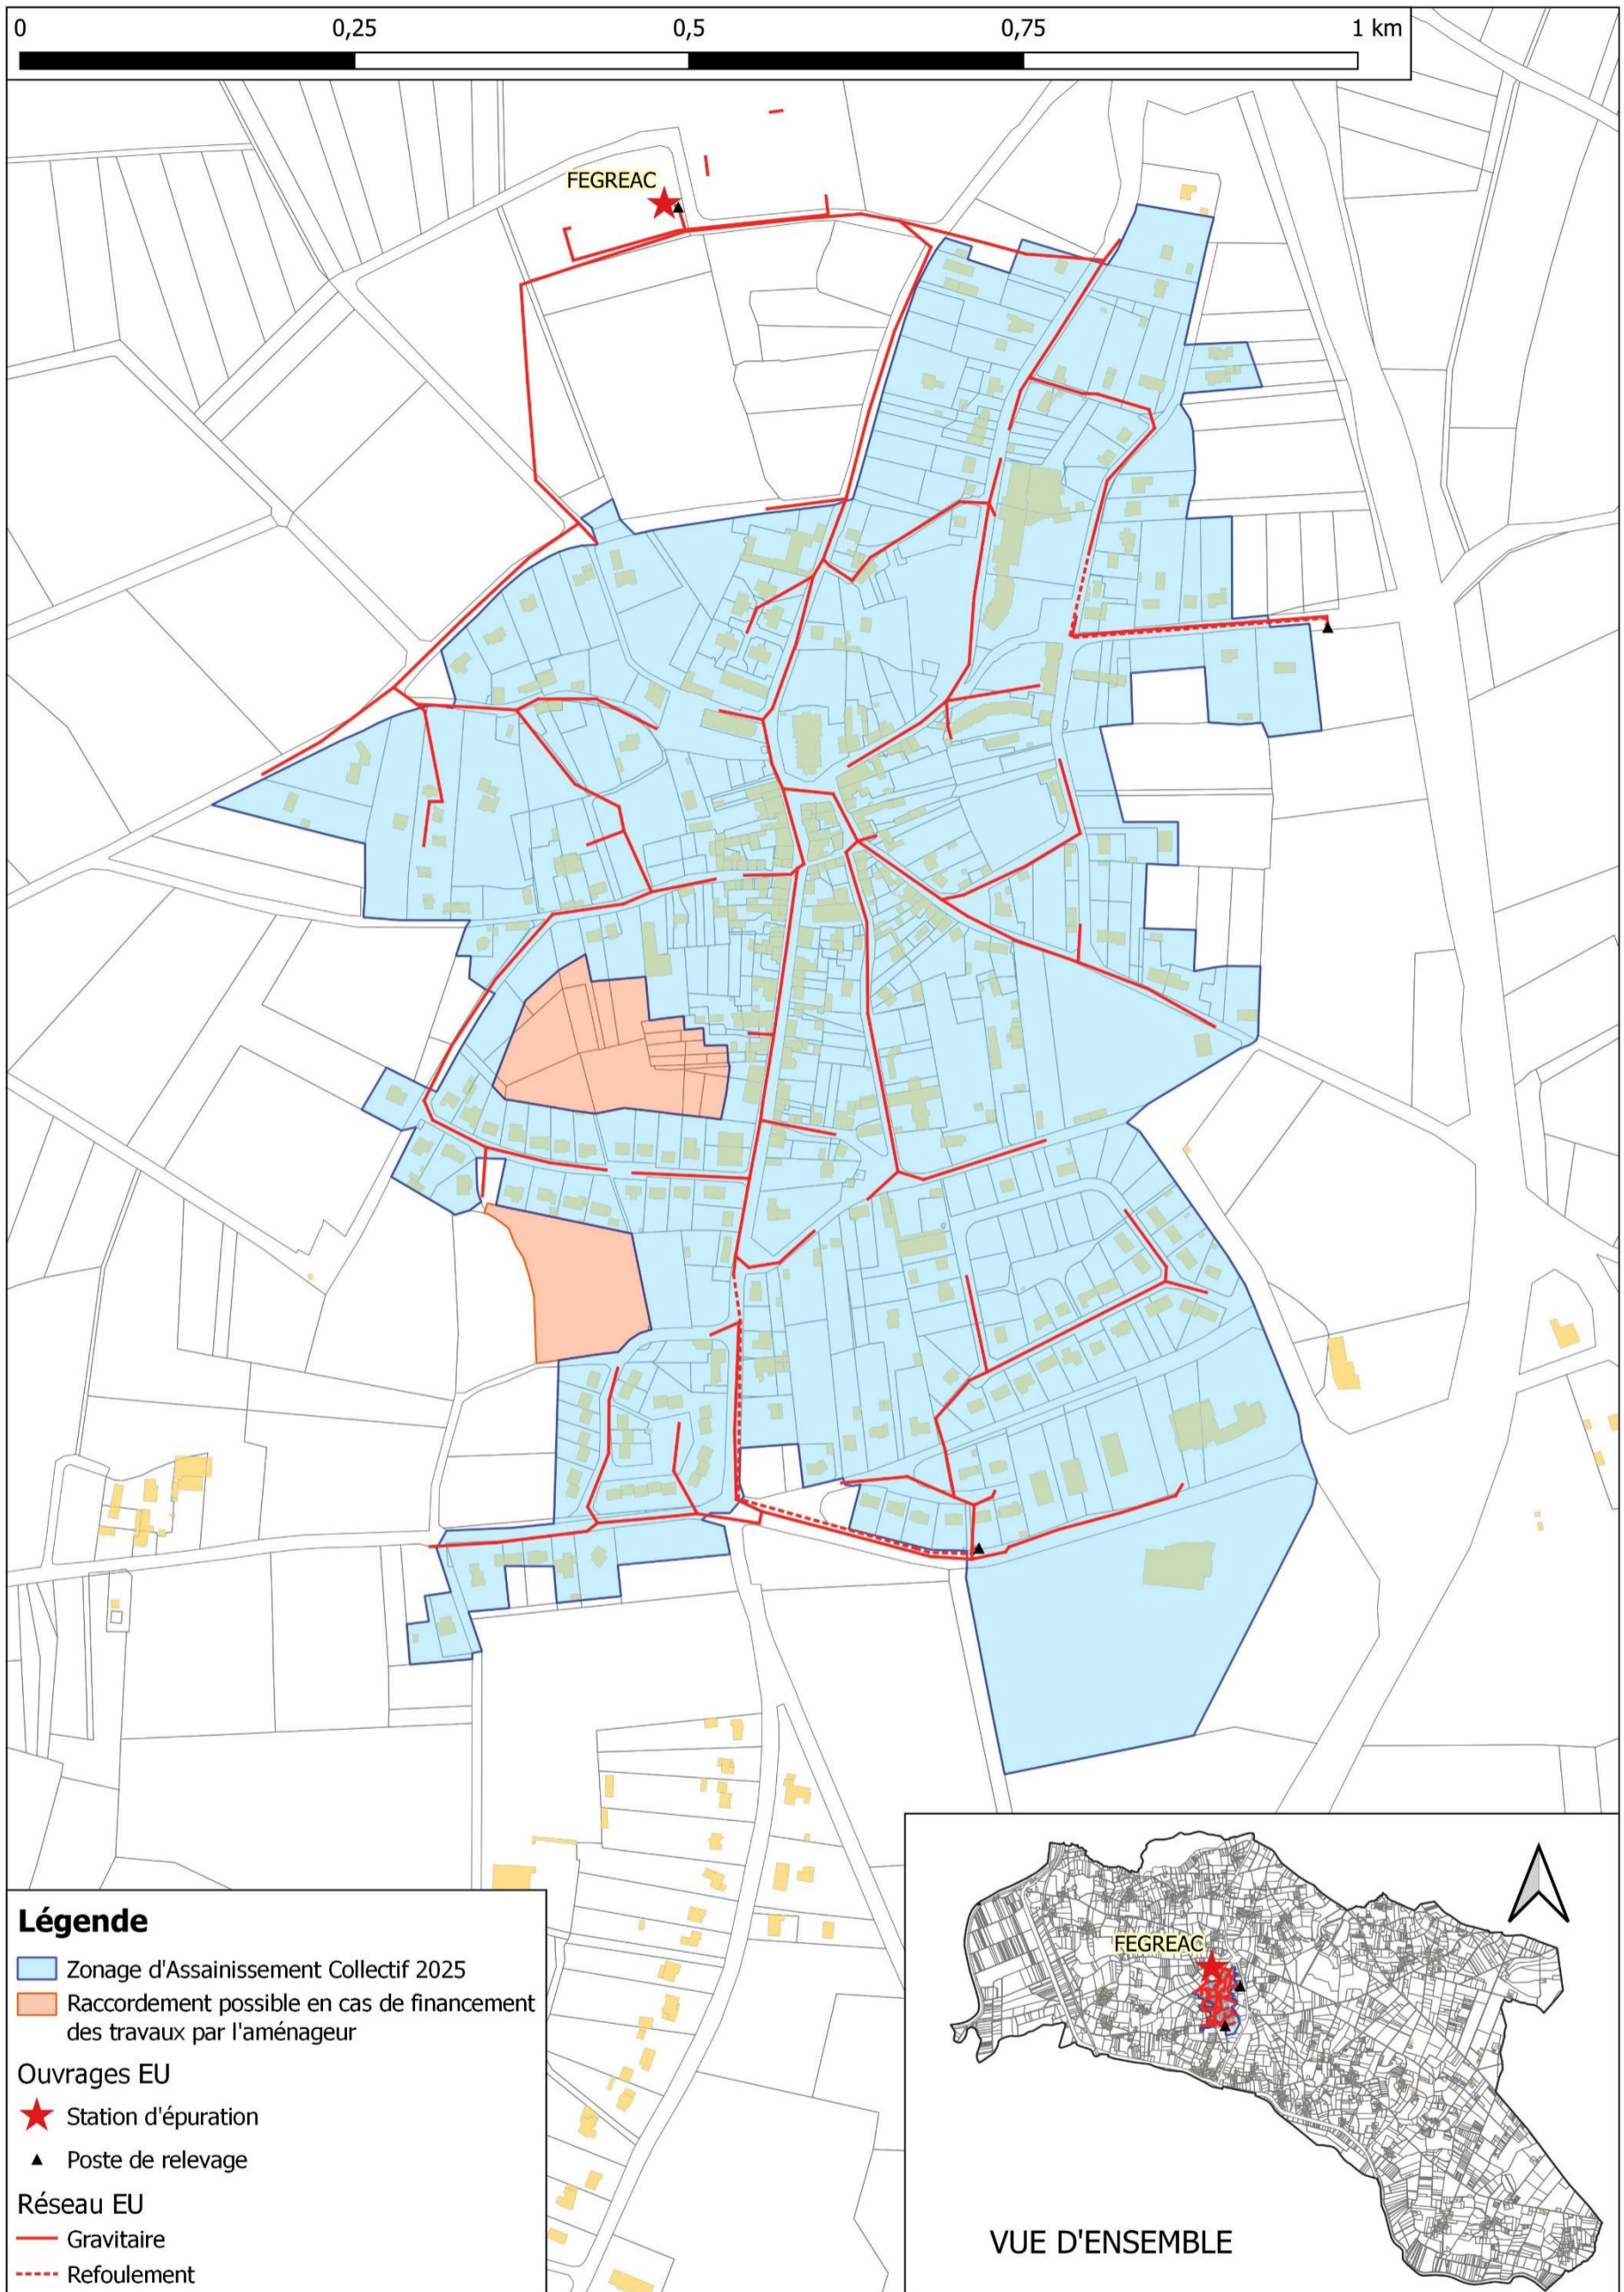 0 0,25 0,5 0,75 1 km
FEGREAC
Légende
Zonage d'Assainissement Collectif 2025
Raccordement possible en cas de financement
des travaux par l'aménageur
Ouvrages EU
Station d'épuration
Poste de relevage
Réseau EU
Gravitaire
Refoulement
FEGREAC
VUE D'ENSEMBLE